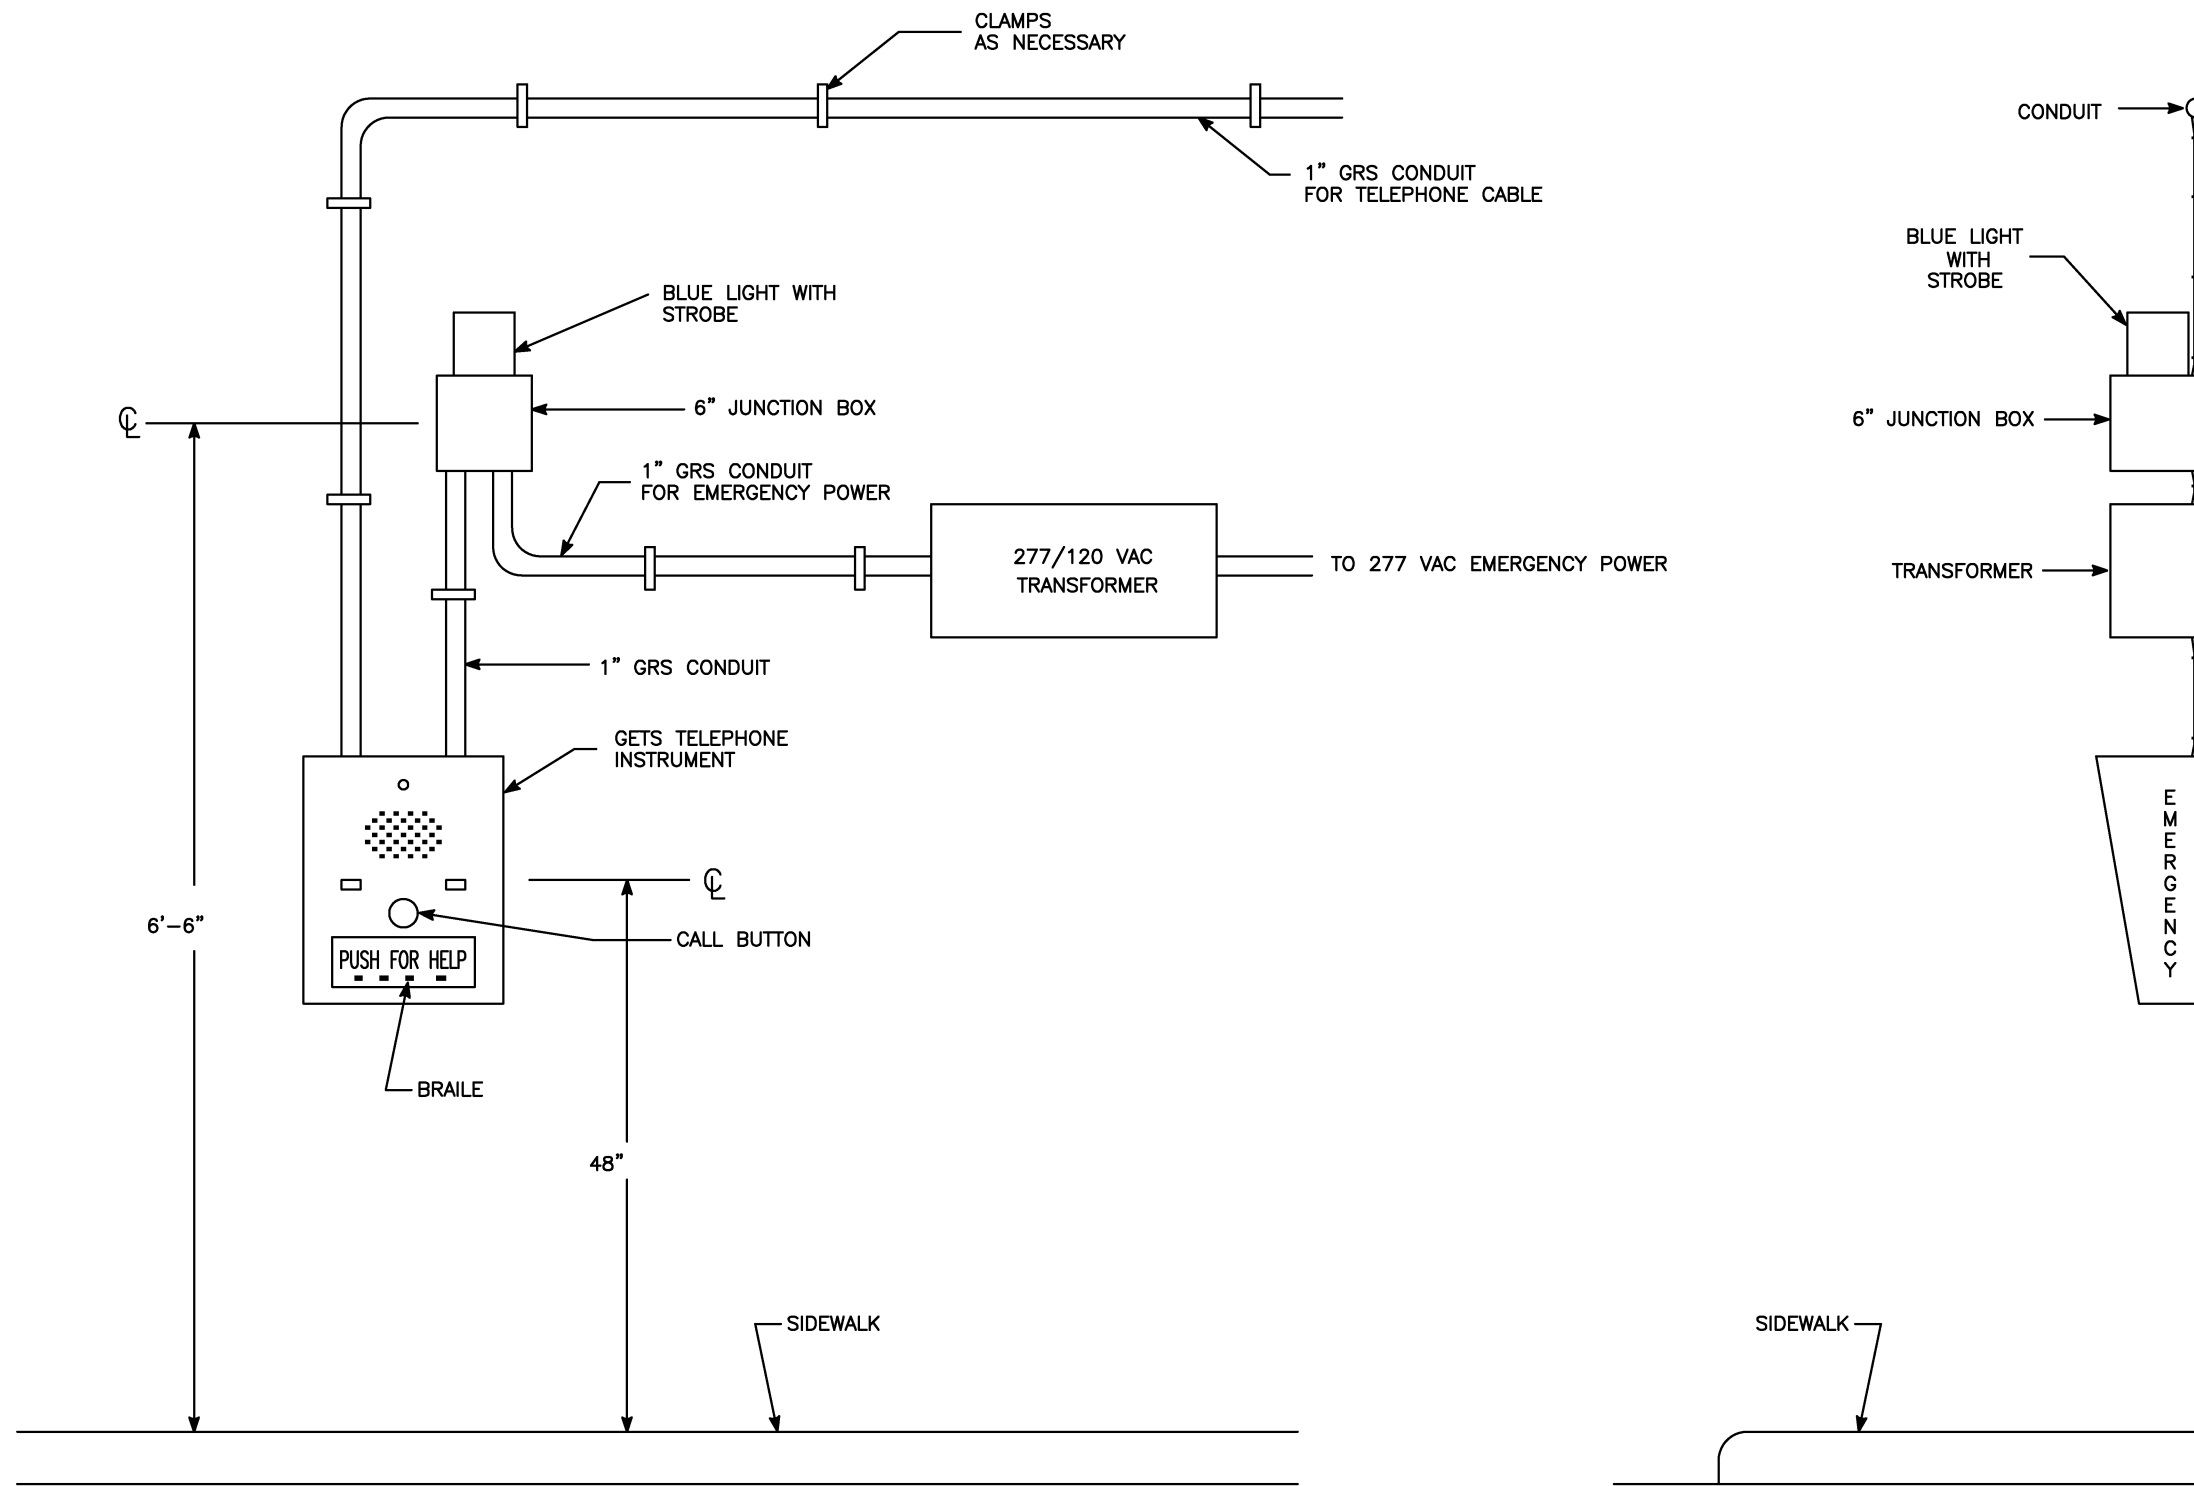 CLAMPS
AS NECESSARY
CONDUIT
1" GRS CONDUIT
FOR TELEPHONE CABLE
BLUE LIGHT
WITH
STROBE
BLUE LIGHT WITH
STROBE
6" JUNCTION BOX
6" JUNCTION BOX
℄
1" GRS CONDUIT
FOR EMERGENCY POWER
277/120 VAC
TRANSFORMER
TO 277 VAC EMERGENCY POWER
TRANSFORMER
1" GRS CONDUIT
GETS TELEPHONE
INSTRUMENT
℄
6'-6"
CALL BUTTON
PUSH FOR HELP
EMERGENCY
BRAILE
48"
SIDEWALK
SIDEWALK